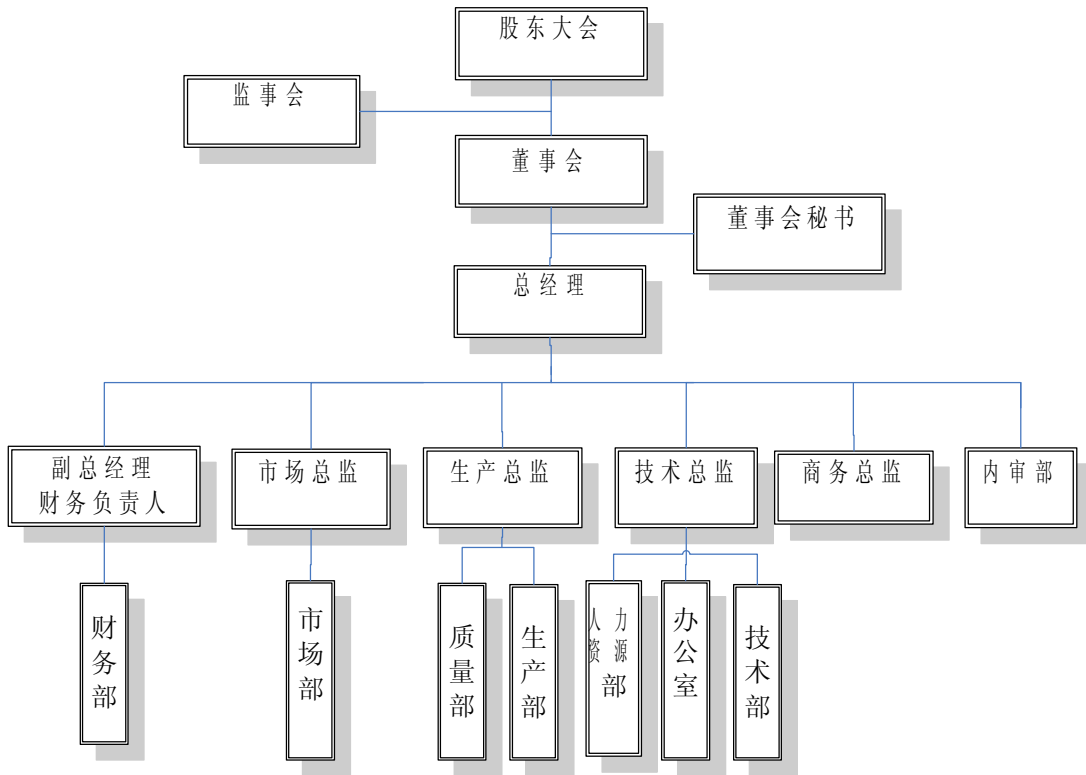 股东大会
监事会
董事会
董事会秘书
总经理
副总经理
财务负责人
市场总监
生产总监
技术总监
商务总监
内审部
财务部
市场部
质量部
生产部
人力资源部
办公室
技术部